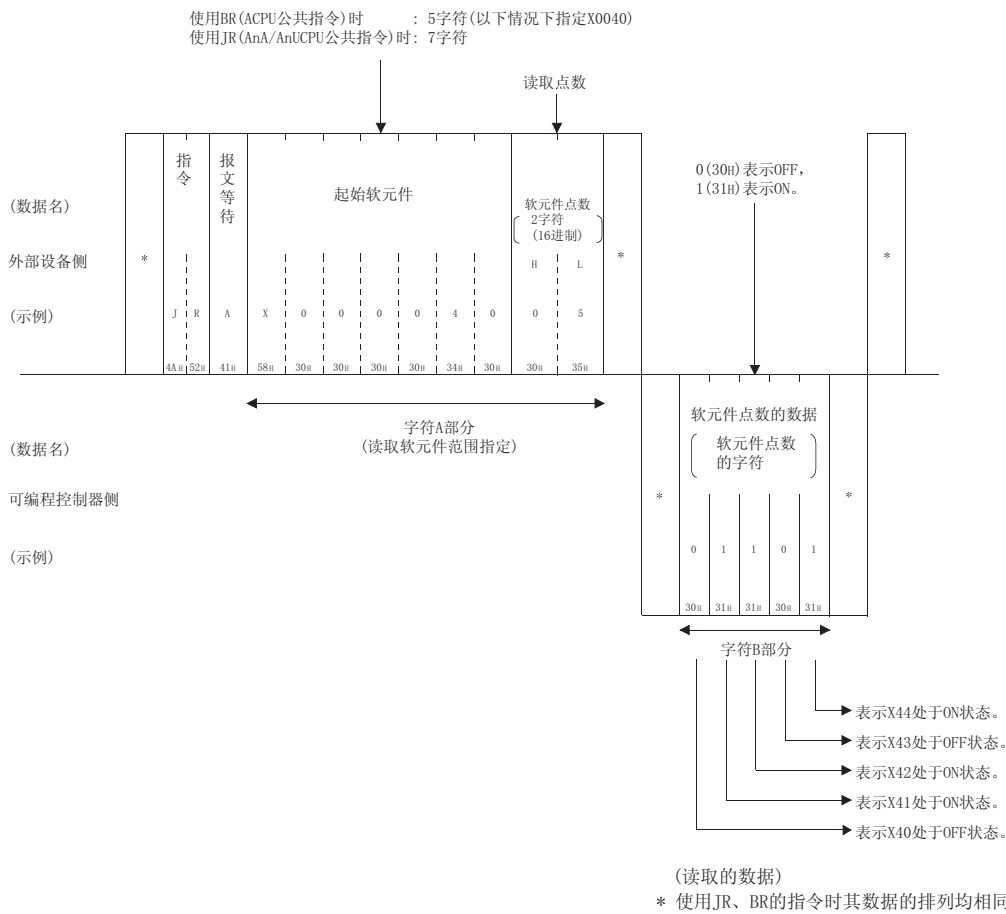 使用BR(ACPU公共指令)时 : 5字符(以下情况下指定X0040)
使用JR(AnA/AnUCPU公共指令)时: 7字符
读取点数
指令
报文等待
起始软元件
软元件点数
2字符
(16进制)
0(30H)表示OFF,
1(31H)表示ON。
(数据名)
外部设备侧
* H L * *
(示例)
J R A X 0 0 0 0 4 0 0 5
4AH 52H 41H 58H 30H 30H 30H 30H 34H 30H 30H 35H
字符A部分
(读取软元件范围指定)
软元件点数的数据
软元件点数
的字符
(数据名)
可编程控制器侧
* *
(示例)
0 1 1 0 1
30H 31H 31H 30H 31H
字符B部分
表示X44处于ON状态。
表示X43处于OFF状态。
表示X42处于ON状态。
表示X41处于ON状态。
表示X40处于OFF状态。
(读取的数据)
* 使用JR、BR的指令时其数据的排列均相同